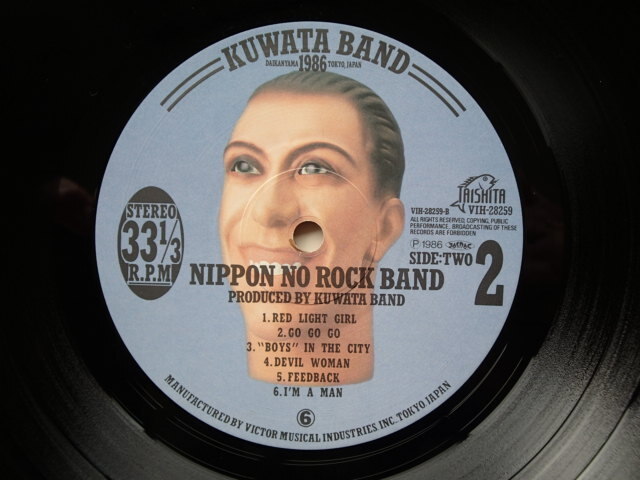 KUWATA BAND
DAIKANYAMA 1986 TOKYO, JAPAN
TAISHITA
VIH-28259-B VIH-28259
ALL RIGHTS RESERVED, COPYING, PUBLIC
PERFORMANCE, BROADCASTING OF THESE
RECORDS ARE FORBIDDEN
STEREO
33 1/3
R.P.M
℗ 1986
SIDE:TWO 2
NIPPON NO ROCK BAND
PRODUCED BY KUWATA BAND
1.RED LIGHT GIRL
2.GO GO GO
3."BOYS" IN THE CITY
4.DEVIL WOMAN
5.FEEDBACK
6.I'M A MAN
6
MANUFACTURED BY VICTOR MUSICAL INDUSTRIES, INC. TOKYO, JAPAN